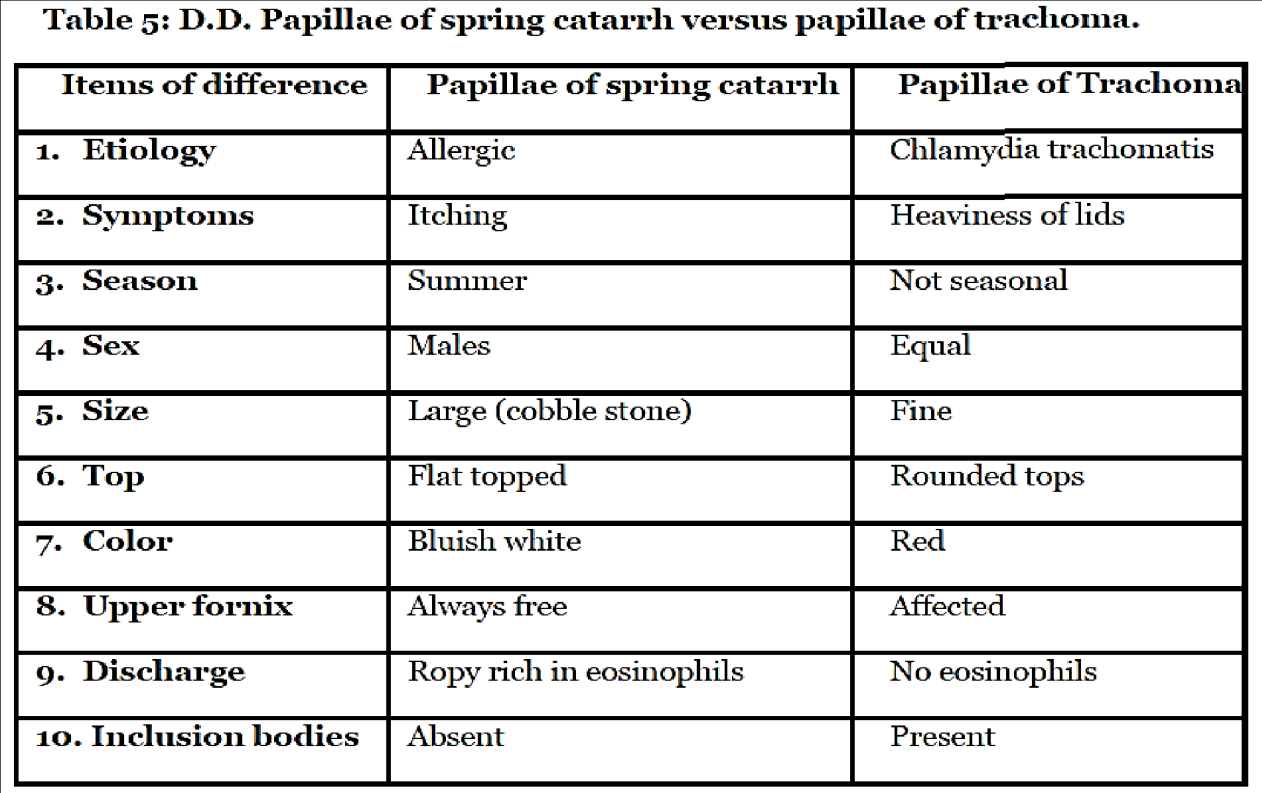 Table 5: D.D. Papillae of spring catarrh versus papillae of trachoma.
Items of difference Papillae of spring catarrh Papillae of Trachoma
1. Etiology Allergic Chlamydia trachomatis
2. Symptoms Itching Heaviness of lids
3. Season Summer Not seasonal
4. Sex Males Equal
5. Size Large (cobble stone) Fine
6. Top Flat topped Rounded tops
7. Color Bluish white Red
8. Upper fornix Always free Affected
9. Discharge Ropy rich in eosinophils No eosinophils
10. Inclusion bodies Absent Present